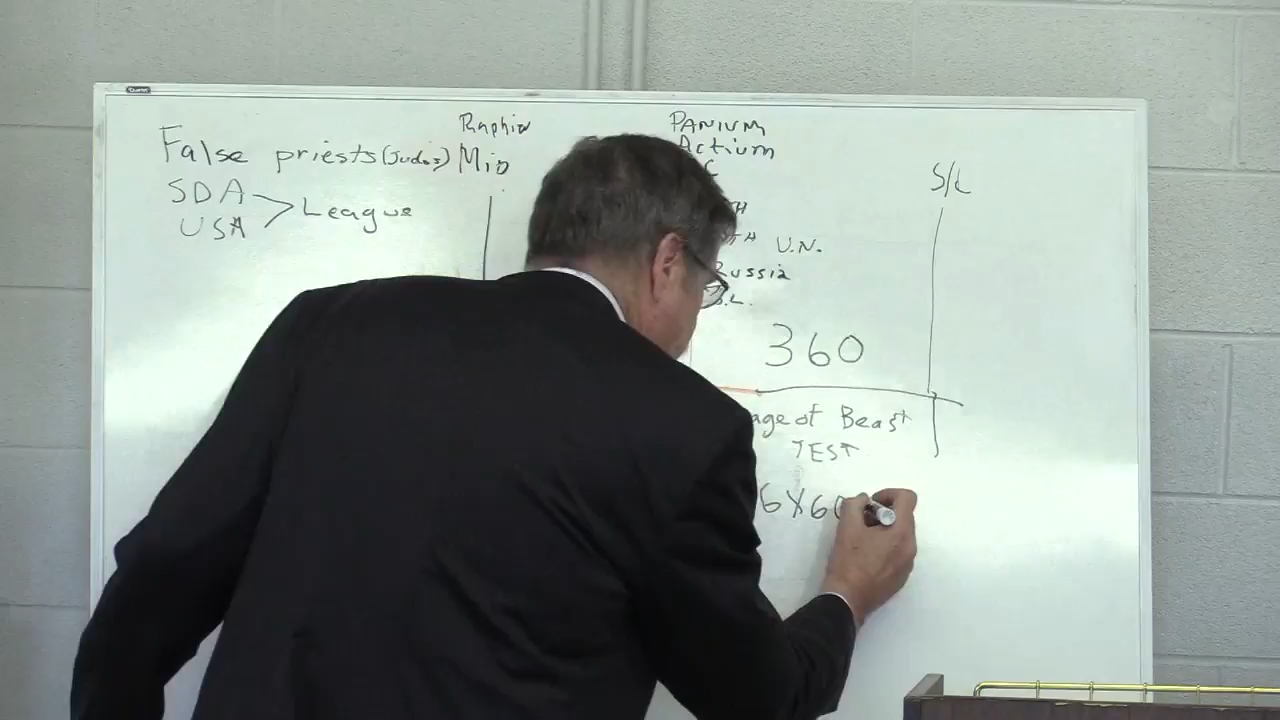 Raphia
PANIUM
False priests (Judas) Mid
Actium
SDA
USA
League
S/L
U.N.
Russia
S.L.
360
age of Beast
TEST
6X60